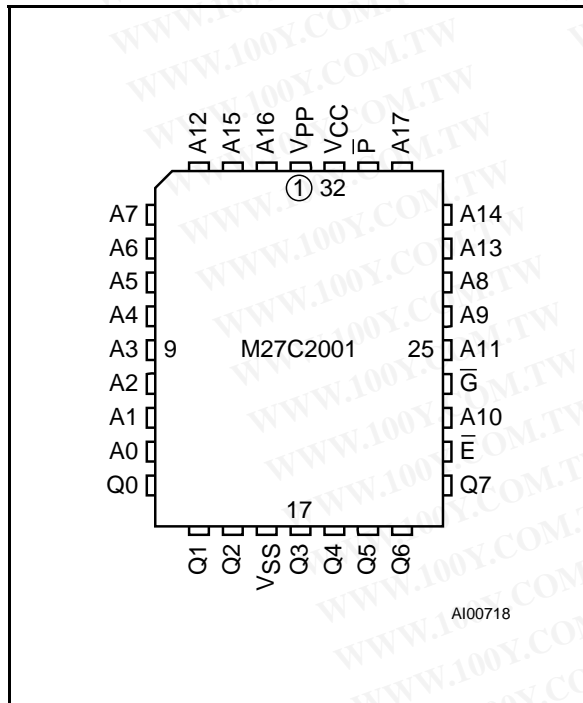 A12 A15 A16 VPP VCC P̅ A17
1 32
A7 A14
A6 A13
A5 A8
A4 A9
A3 9 M27C2001 25 A11
A2 G̅
A1 A10
A0 E̅
Q0 Q7
17
Q1 Q2 VSS Q3 Q4 Q5 Q6
AI00718
WWW.100Y.COM.TW